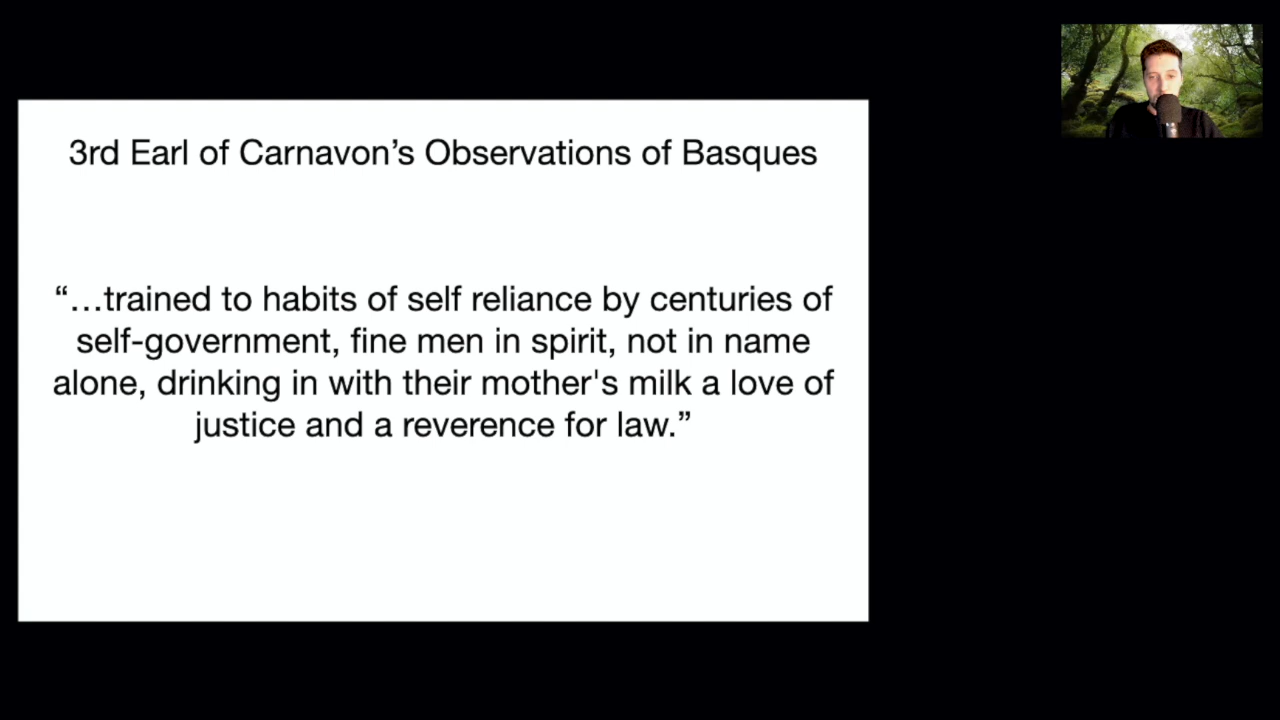 3rd Earl of Carnavon’s Observations of Basques
“…trained to habits of self reliance by centuries of
self-government, fine men in spirit, not in name
alone, drinking in with their mother's milk a love of
justice and a reverence for law.”